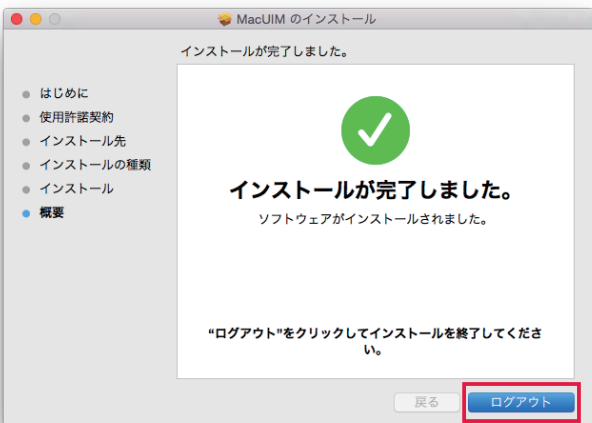 MacUIM のインストール
インストールが完了しました。
はじめに
使用許諾契約
インストール先
インストールの種類
インストール
概要
インストールが完了しました。
ソフトウェアがインストールされました。
“ログアウト”をクリックしてインストールを終了してくださ
い。
戻る
ログアウト